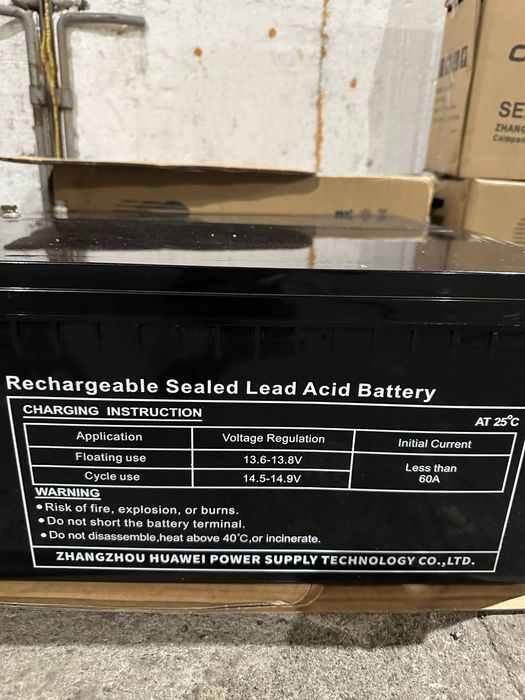 SE
ZHANG
Compan
Rechargeable Sealed Lead Acid Battery
CHARGING INSTRUCTION AT 25°C
Application Voltage Regulation Initial Current
Floating use 13.6-13.8V Less than 60A
Cycle use 14.5-14.9V
WARNING
• Risk of fire, explosion, or burns.
• Do not short the battery terminal.
• Do not disassemble,heat above 40°C,or incinerate.
ZHANGZHOU HUAWEI POWER SUPPLY TECHNOLOGY CO.,LTD.